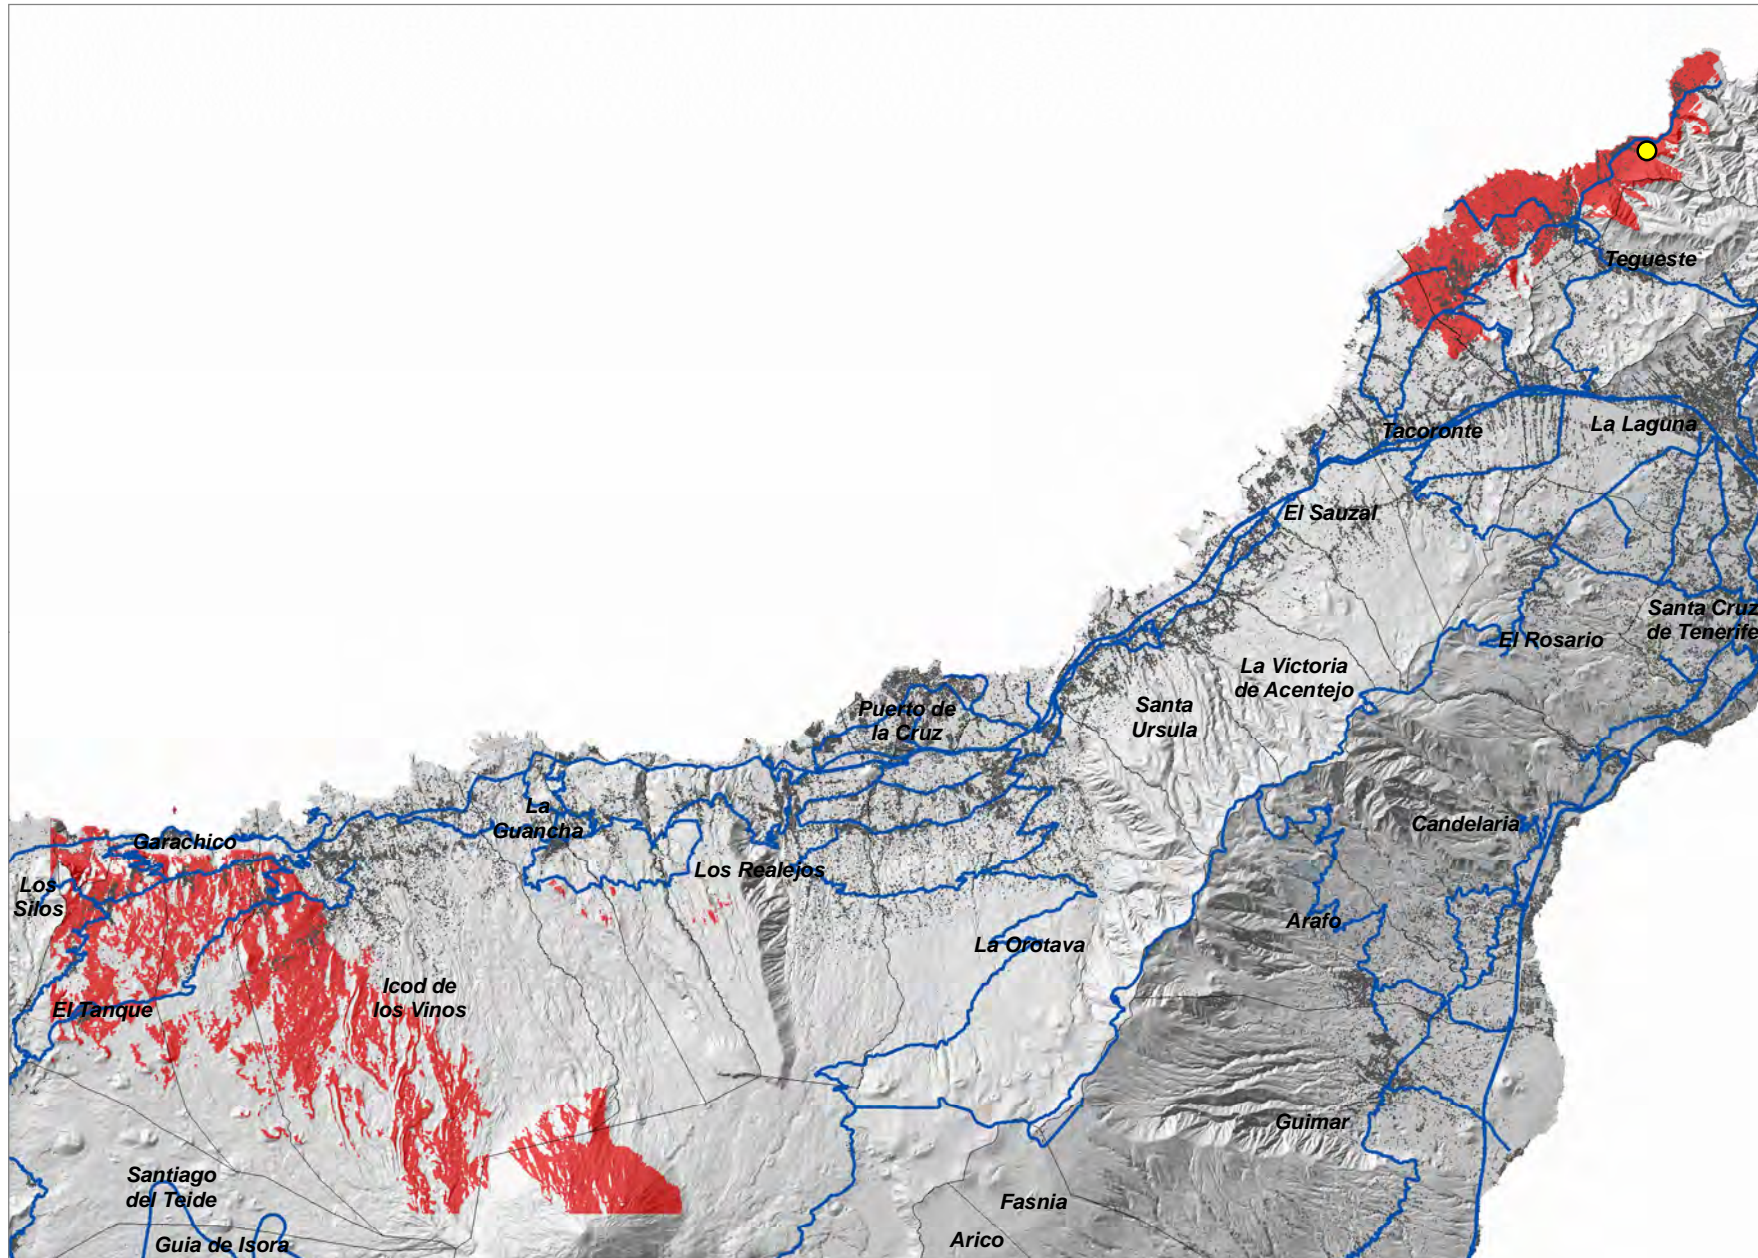 Tegueste
La Laguna
Tacoronte
El Sauzal
Santa Cruz
de Tenerife
El Rosario
La Victoria
de Acentejo
Santa
Ursula
Puerto de
la Cruz
La
Guancha
Candelaria
Garachico
Los Realejos
Los
Silos
Arafo
La Orotava
Icod de
los Vinos
El Tanque
Guimar
Santiago
del Teide
Fasnia
Guia de Isora
Arico